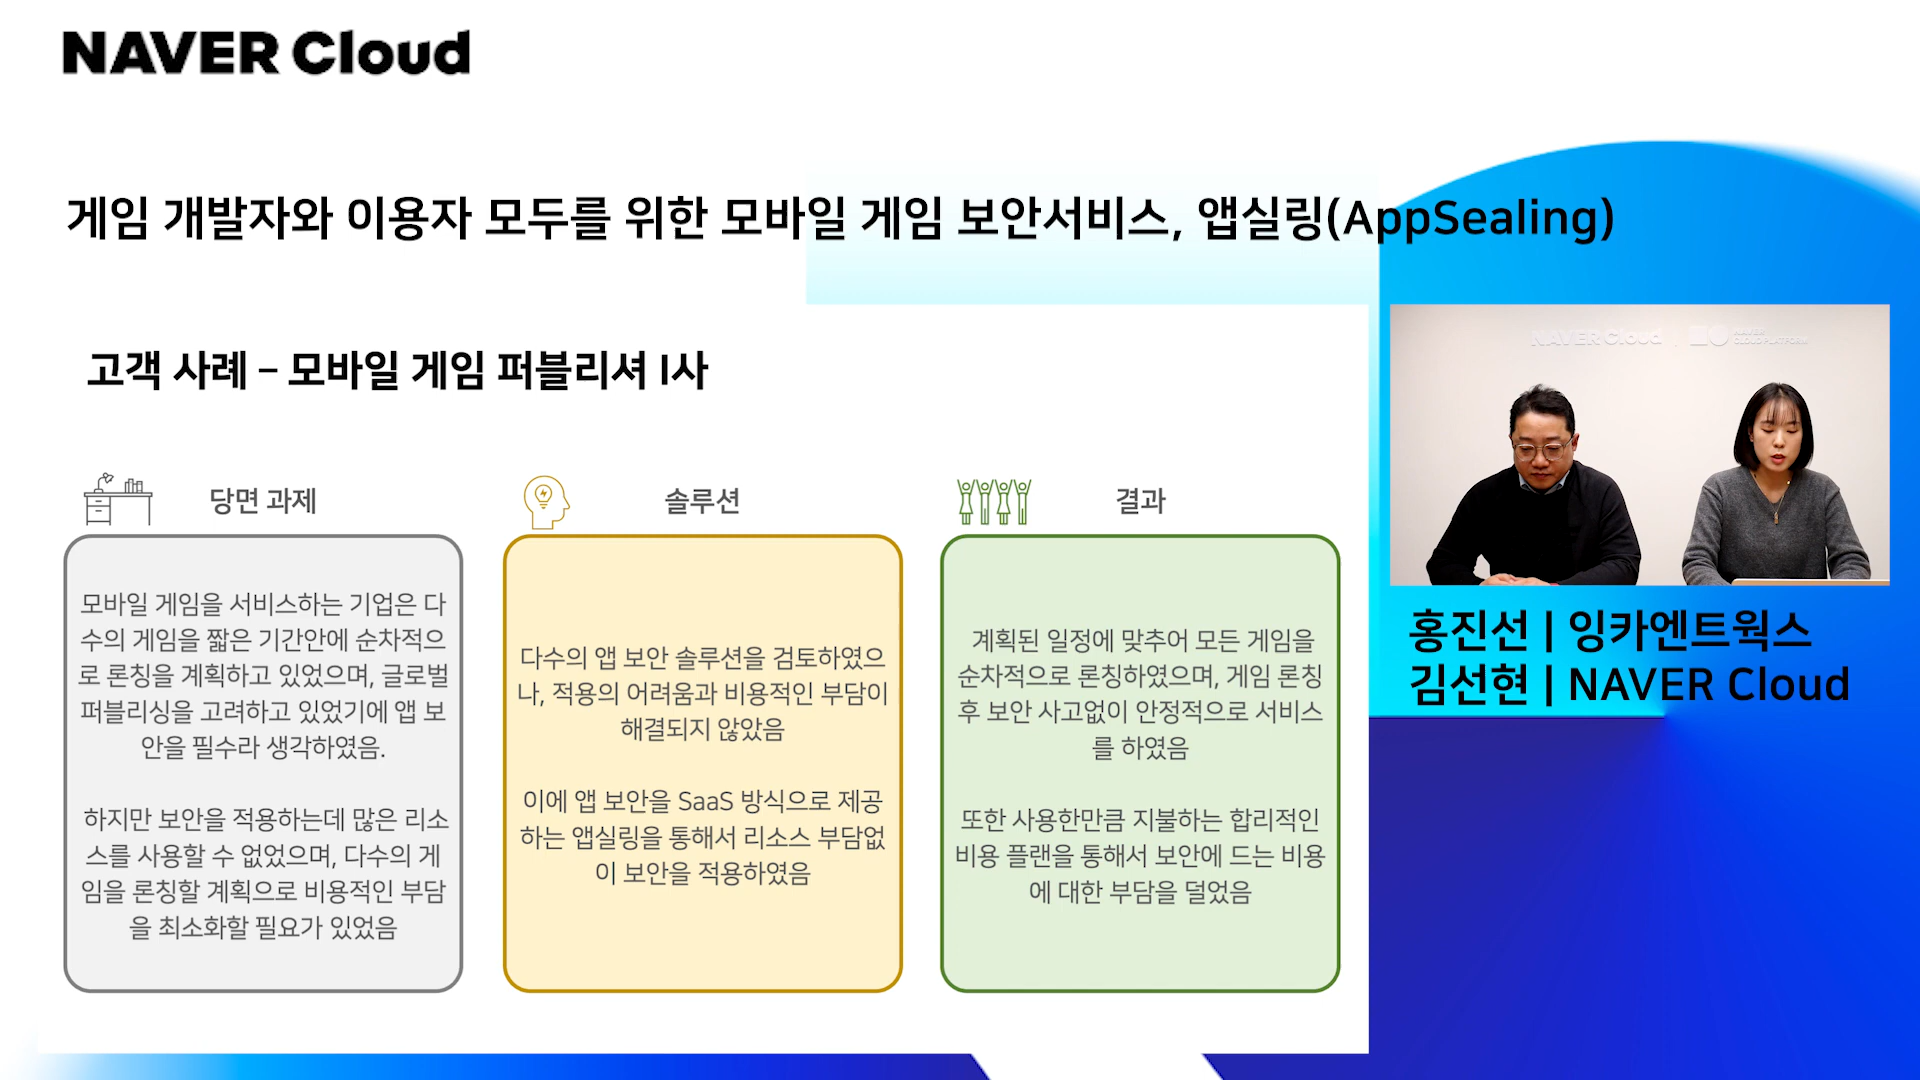 NAVER Cloud
게임 개발자와 이용자 모두를 위한 모바일 게임 보안서비스, 앱실링(AppSealing)
고객 사례 – 모바일 게임 퍼블리셔 I사
당면 과제
모바일 게임을 서비스하는 기업은 다
수의 게임을 짧은 기간안에 순차적으
로 론칭을 계획하고 있었으며, 글로벌
퍼블리싱을 고려하고 있었기에 앱 보
안을 필수라 생각하였음.
하지만 보안을 적용하는데 많은 리소
스를 사용할 수 없었으며, 다수의 게
임을 론칭할 계획으로 비용적인 부담
을 최소화할 필요가 있었음
솔루션
다수의 앱 보안 솔루션을 검토하였으
나, 적용의 어려움과 비용적인 부담이
해결되지 않았음
이에 앱 보안을 SaaS 방식으로 제공
하는 앱실링을 통해서 리소스 부담없
이 보안을 적용하였음
결과
계획된 일정에 맞추어 모든 게임을
순차적으로 론칭하였으며, 게임 론칭
후 보안 사고없이 안정적으로 서비스
를 하였음
또한 사용한만큼 지불하는 합리적인
비용 플랜을 통해서 보안에 드는 비용
에 대한 부담을 덜었음
NAVER Cloud
NAVER
CLOUD PLATFORM
홍진선 | 잉카엔트웍스
김선현 | NAVER Cloud